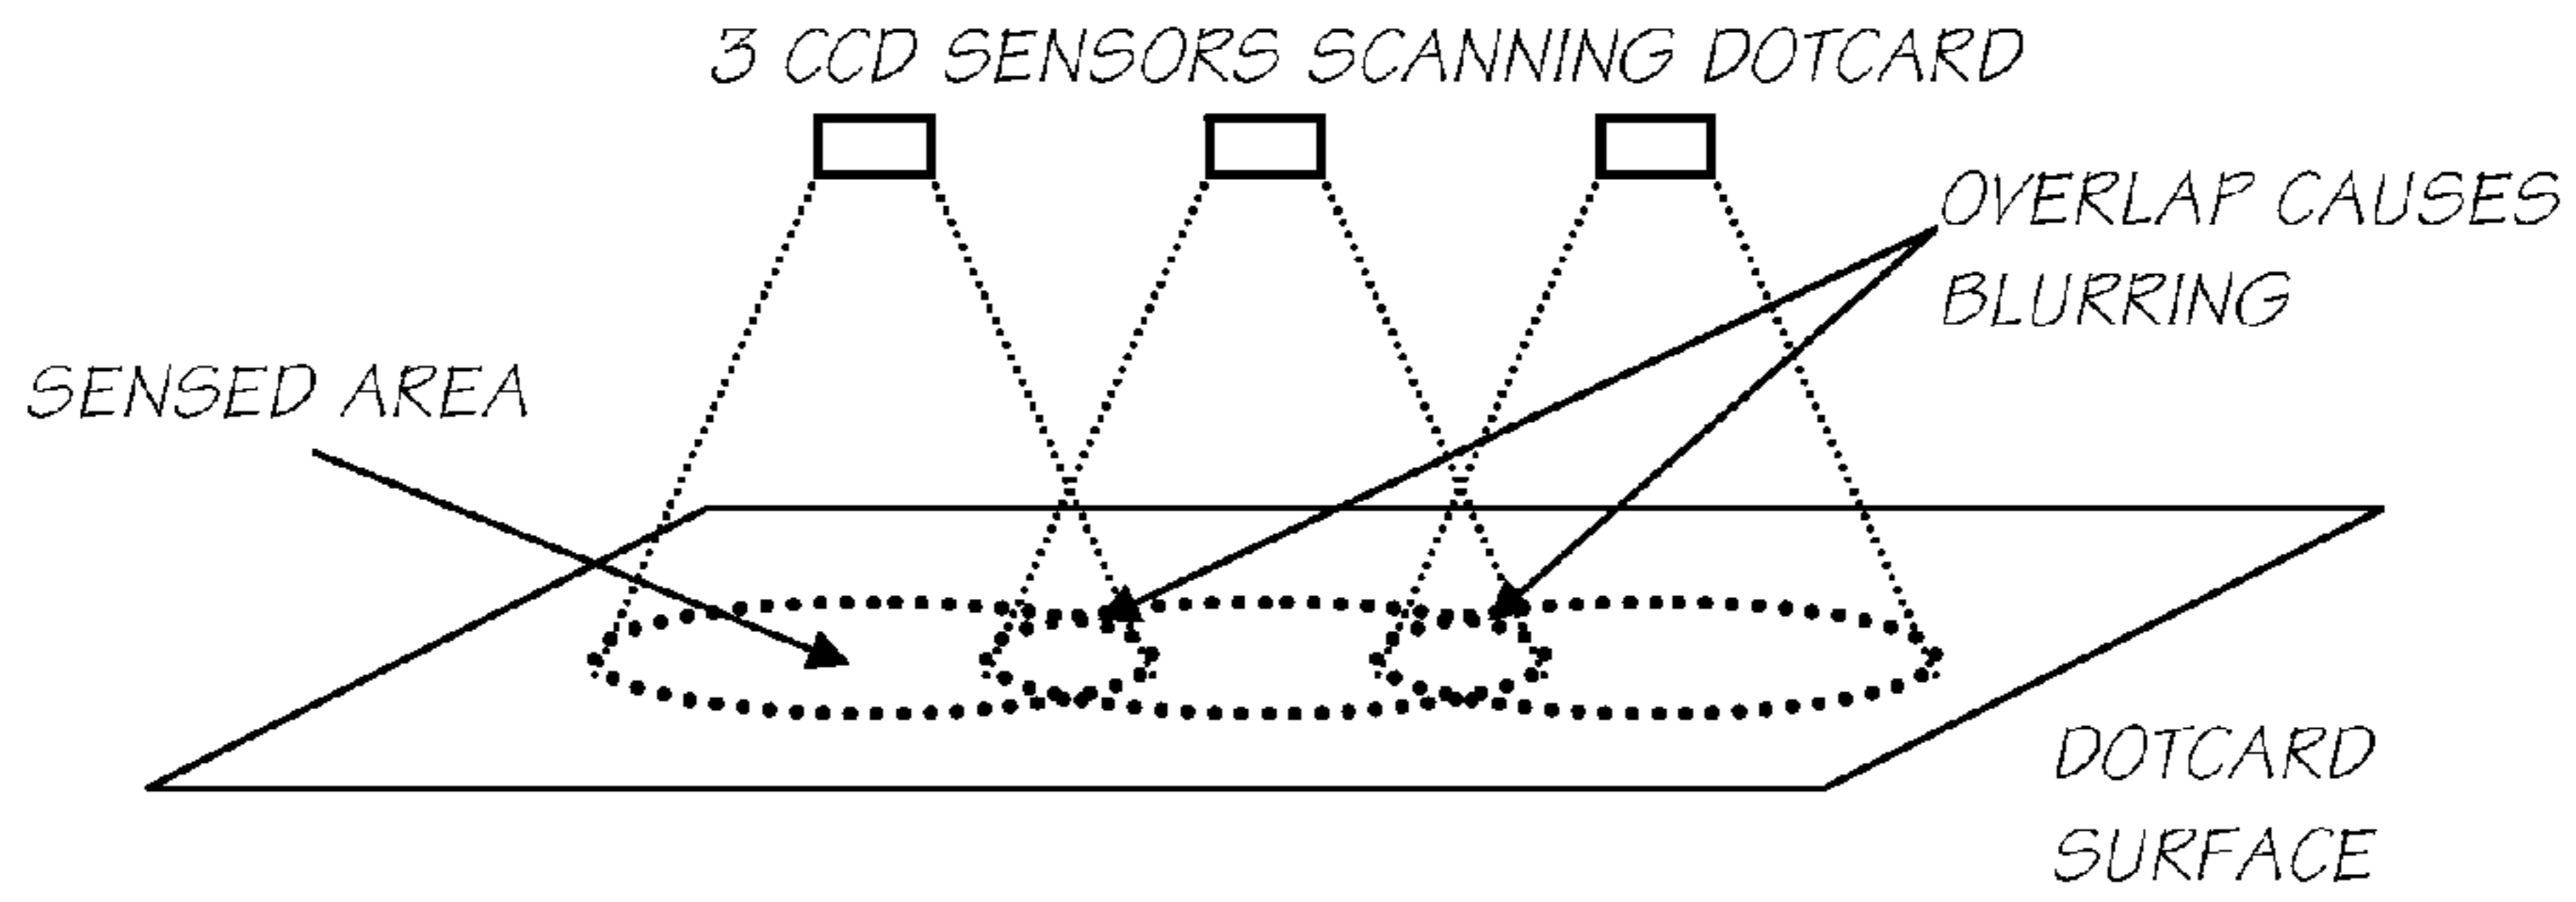 3 CCD SENSORS SCANNING DOTCARD
OVERLAP CAUSES
BLURRING
SENSED AREA
DOTCARD
SURFACE